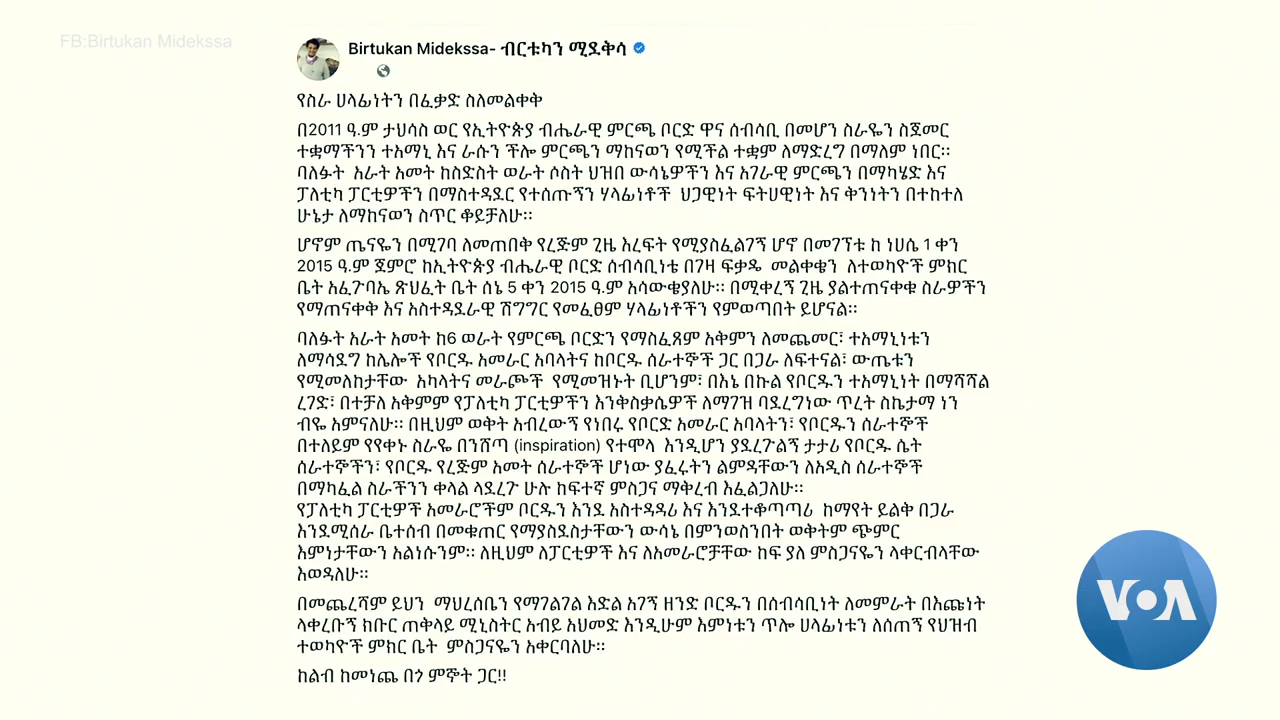 FB:Birtukan Midekssa
Birtukan Midekssa- ብርቱካን ሚደቅሳ
የስራ ሀላፊነትን በፈቃድ ስለመልቀቅ
በ2011 ዓ.ም ታህሳስ ወር የኢትዮጵያ ብሔራዊ ምርጫ ቦርድ ዋና ሰብሳቢ በመሆን ስራዬን ስጀመር
ተቋማችንን ተአማኒ እና ራሱን ችሎ ምርጫን ማከናወን የሚችል ተቋም ለማድረግ በማለም ነበር።
ባለፉት አራት አመት ከስድስት ወራት ሶስት ህዝበ ውሳኔዎችን እና አገራዊ ምርጫን በማካሄድ እና
ፓለቲካ ፓርቲዎችን በማስተዳደር የተሰጡኝን ሃላፊነቶች ህጋዊነት ፍትሀዊነት እና ቅንነትን በተከተለ
ሁኔታ ለማከናወን ስጥር ቆይቻለሁ።
ሆኖም ጤናዬን በሚገባ ለመጠበቅ የረጅም ጊዜ እረፍት የሚያስፈልገኝ ሆኖ በመገኘቱ ከ ነሀሴ 1 ቀን
2015 ዓ.ም ጀምሮ ከኢትዮጵያ ብሔራዊ ቦርድ ሰብሳቢነቴ በገዛ ፍቃዴ መልቀቄን ለተወካዮች ምክር
ቤት አፈጉባኤ ጽህፈት ቤት ሰኔ 5 ቀን 2015 ዓ.ም አሳውቄያለሁ። በሚቀረኝ ጊዜ ያልተጠናቀቁ ስራዎችን
የማጠናቀቅ እና አስተዳደራዊ ሽግግር የመፈፀም ሃላፊነቶችን የምወጣበት ይሆናል።
ባለፉት አራት አመት ከ6 ወራት የምርጫ ቦርድን የማስፈጸም አቅምን ለመጨመር፣ ተአማኒነቱን
ለማሳደግ ከሌሎች የቦርዱ አመራር አባላትና ከቦርዱ ሰራተኞች ጋር በጋራ ለፍተናል፣ ውጤቱን
የሚመለከታቸው አካላትና መራጮች የሚመዝኑት ቢሆንም፣ በእኔ በኩል የቦርዱን ተአማኒነት በማሻሻል
ረገድ፣ በተቻለ አቅምም የፓለቲካ ፓርቲዎችን እንቅስቃሴዎች ለማገዝ ባደረግነው ጥረት ስኬታማ ነን
ብዬ አምናለሁ። በዚህም ወቅት አብረውኝ የነበሩ የቦርድ አመራር አባላትን፣ የቦርዱን ሰራተኞች
በተለይም የየቀኑ ስራዬ በንሸጣ (inspiration) የተሞላ እንዲሆን ያደረጉልኝ ታታሪ የቦርዱ ሴት
ሰራተኞችን፣ የቦርዱ የረጅም አመት ሰራተኞች ሆነው ያፈሩትን ልምዳቸውን ለአዲስ ሰራተኞች
በማካፈል ስራችንን ቀላል ላደረጉ ሁሉ ከፍተኛ ምስጋና ማቅረብ እፈልጋለሁ።
የፓለቲካ ፓርቲዎች አመራሮችም ቦርዱን እንደ አስተዳዳሪ እና እንደተቆጣጣሪ ከማየት ይልቅ በጋራ
እንደሚሰራ ቤተሰብ በመቁጠር የማያስደስታቸውን ውሳኔ በምንወስንበት ወቅትም ጭምር
እምነታቸውን አልነሱንም። ለዚህም ለፓርቲዎች እና ለአመራሮቻቸው ከፍ ያለ ምስጋናዬን ላቀርብላቸው
እወዳለሁ።
በመጨረሻም ይህን ማህረሰቤን የማገልገል እድል አገኝ ዘንድ ቦርዱን በሰብሳቢነት ለመምራት በእጩነት
ላቀረቡኝ ክቡር ጠቅላይ ሚኒስትር አብይ አህመድ እንዲሁም እምነቱን ጥሎ ሀላፊነቱን ለሰጠኝ የህዝብ
ተወካዮች ምክር ቤት ምስጋናዬን አቀርባለሁ።
ከልብ ከመነጨ በጎ ምኞት ጋር!!
VOA